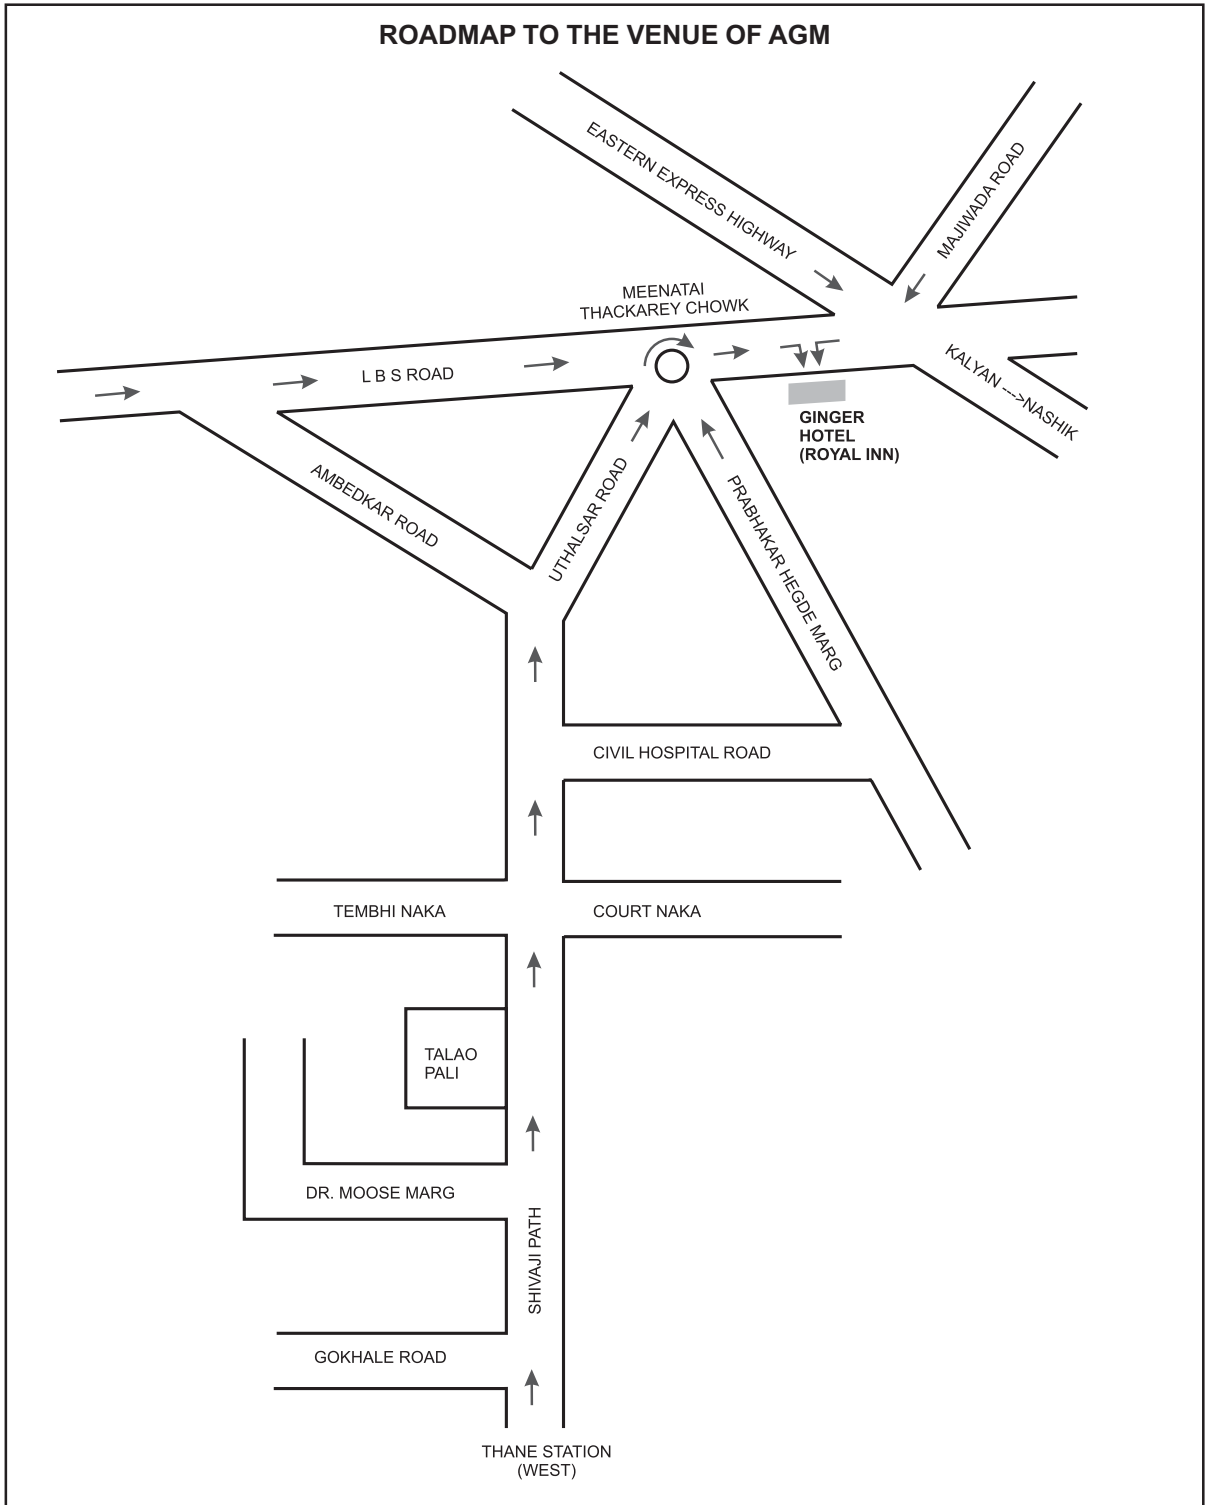 ROADMAP TO THE VENUE OF AGM
EASTERN EXPRESS HIGHWAY
MAJIWADA ROAD
MEENATAI
THACKAREY CHOWK
L B S ROAD
KALYAN --->NASHIK
GINGER
HOTEL
(ROYAL INN)
AMBEDKAR ROAD
UTHALSAR ROAD
PRABHAKAR HEGDE MARG
CIVIL HOSPITAL ROAD
TEMBHI NAKA
COURT NAKA
TALAO
PALI
DR. MOOSE MARG
SHIVAJI PATH
GOKHALE ROAD
THANE STATION
(WEST)